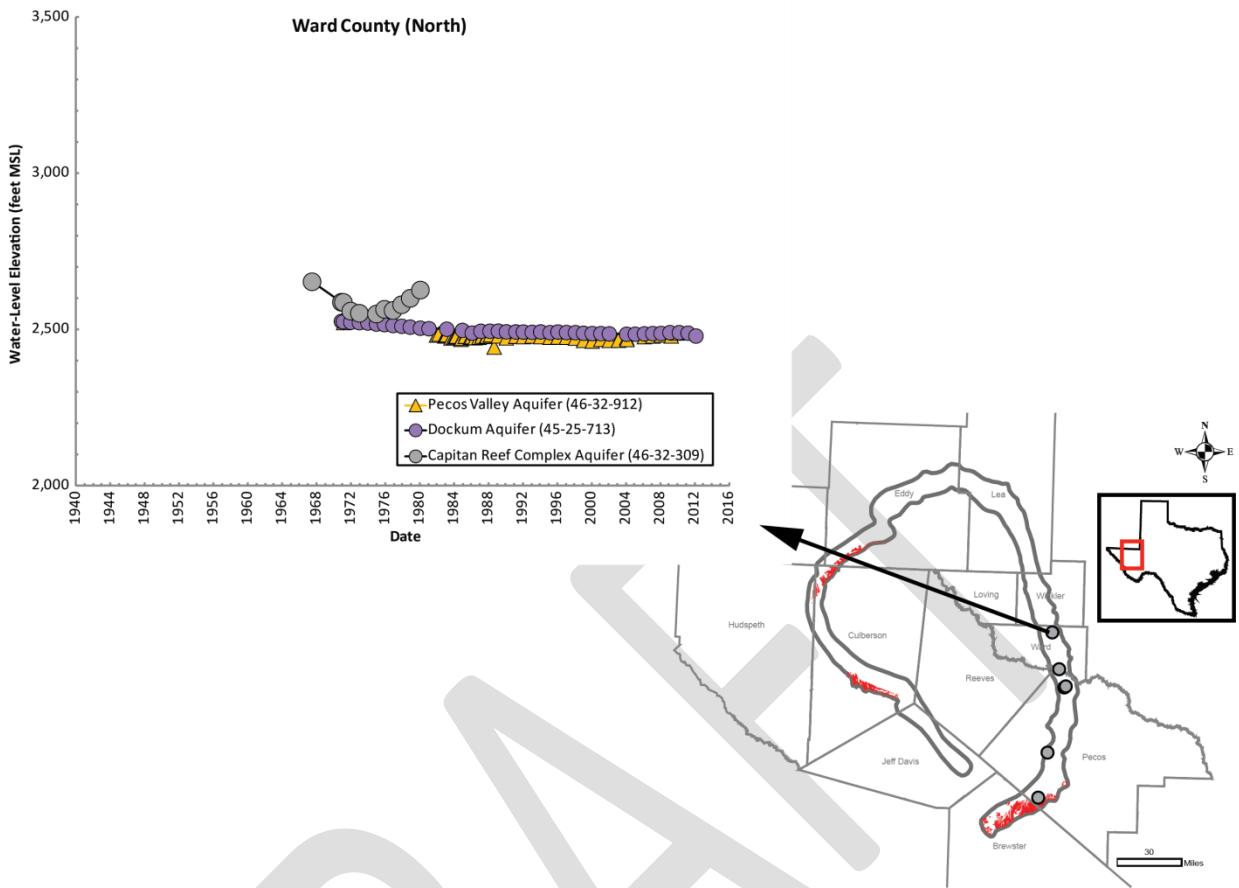 Ward County (North)
3,500
3,000
2,500
2,000
Water-Level Elevation (feet MSL)
1940
1944
1948
1952
1956
1960
1964
1968
1972
1976
1980
1984
1988
1992
1996
2000
2004
2008
2012
2016
Date
Pecos Valley Aquifer (46-32-912)
Dockum Aquifer (45-25-713)
Capitan Reef Complex Aquifer (46-32-309)
N
W E
S
Eddy
Lea
Loving
Winkler
Hudspeth
Culberson
Ward
Reeves
Jeff Davis
Pecos
Brewster
30
Miles